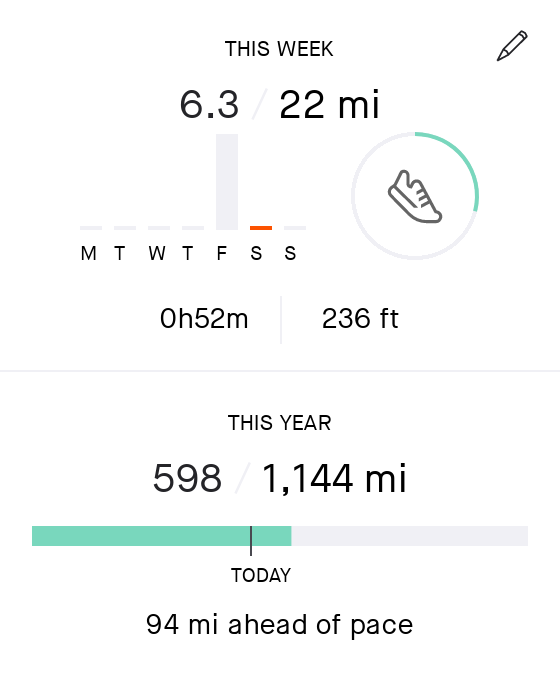 THIS WEEK
6.3 / 22 mi
M T W T F S S
0h52m 236 ft
THIS YEAR
598 / 1,144 mi
TODAY
94 mi ahead of pace